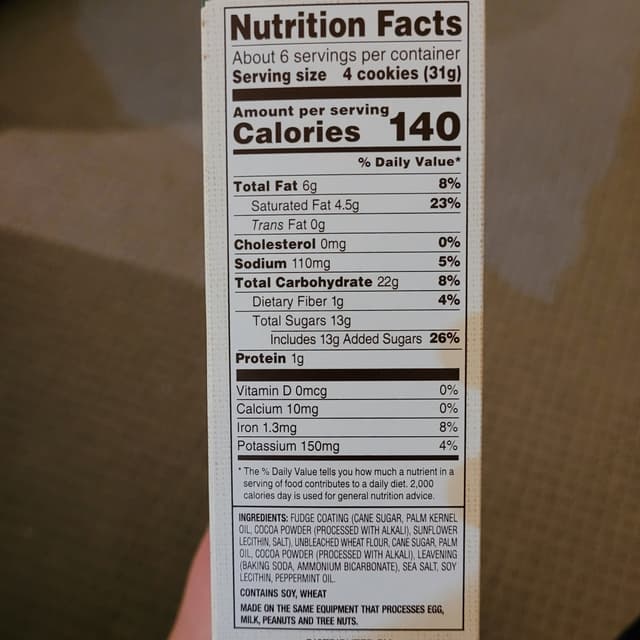 Nutrition Facts
About 6 servings per container
Serving size 4 cookies (31g)
Amount per serving
Calories 140
% Daily Value*
Total Fat 6g 8%
Saturated Fat 4.5g 23%
Trans Fat 0g
Cholesterol 0mg 0%
Sodium 110mg 5%
Total Carbohydrate 22g 8%
Dietary Fiber 1g 4%
Total Sugars 13g
Includes 13g Added Sugars 26%
Protein 1g
Vitamin D 0mcg 0%
Calcium 10mg 0%
Iron 1.3mg 8%
Potassium 150mg 4%
* The % Daily Value tells you how much a nutrient in a
serving of food contributes to a daily diet. 2,000
calories day is used for general nutrition advice.
INGREDIENTS: FUDGE COATING (CANE SUGAR, PALM KERNEL
OIL, COCOA POWDER (PROCESSED WITH ALKALI), SUNFLOWER
LECITHIN, SALT), UNBLEACHED WHEAT FLOUR, CANE SUGAR, PALM
OIL, COCOA POWDER (PROCESSED WITH ALKALI), LEAVENING
(BAKING SODA, AMMONIUM BICARBONATE), SEA SALT, SOY
LECITHIN, PEPPERMINT OIL.
CONTAINS SOY, WHEAT
MADE ON THE SAME EQUIPMENT THAT PROCESSES EGG,
MILK, PEANUTS AND TREE NUTS.